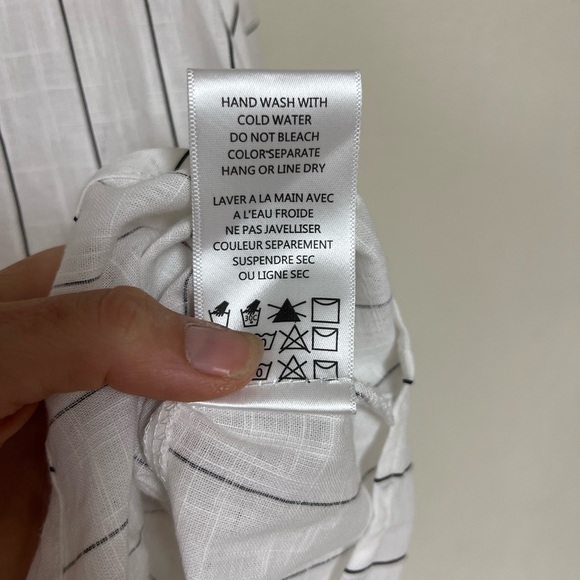 HAND WASH WITH
COLD WATER
DO NOT BLEACH
COLOR'SEPARATE
HANG OR LINE DRY
LAVER A LA MAIN AVEC
A L'EAU FROIDE
NE PAS JAVELLISER
COULEUR SEPAREMENT
SUSPENDRE SEC
OU LIGNE SEC
30C